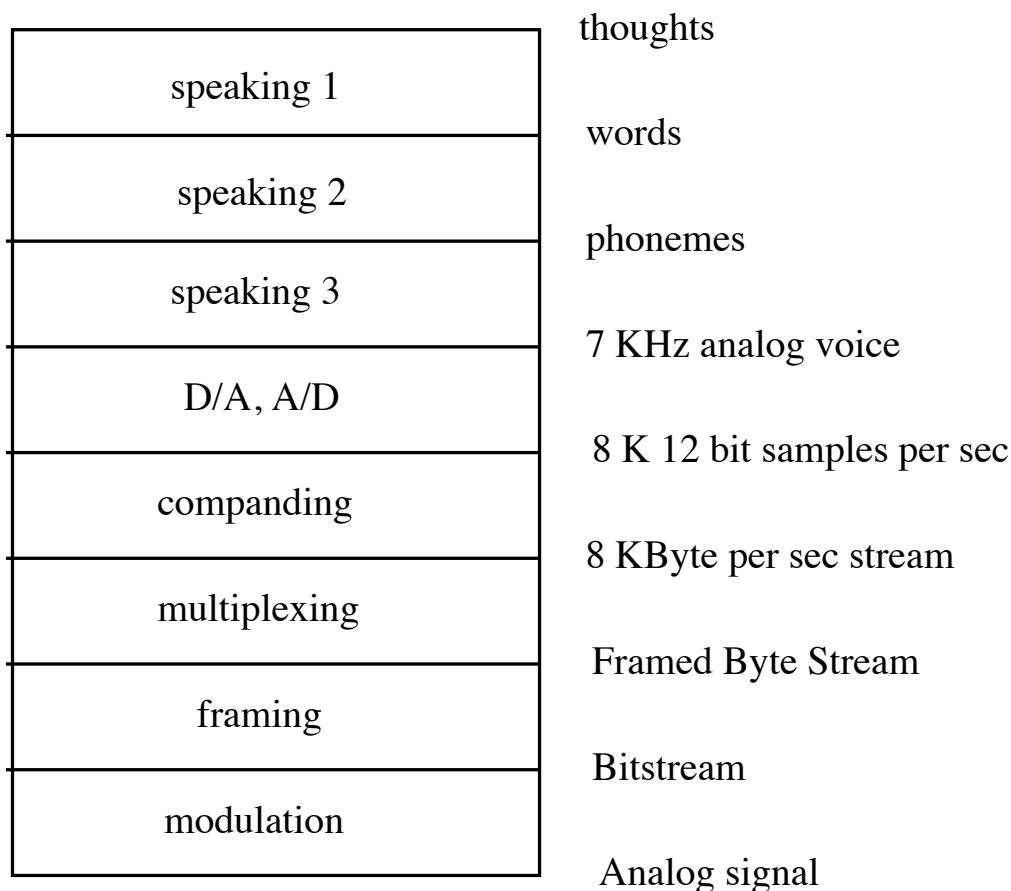 thoughts
speaking 1
words
speaking 2
phonemes
speaking 3
7 KHz analog voice
D/A, A/D
8 K 12 bit samples per sec
companding
8 KByte per sec stream
multiplexing
Framed Byte Stream
framing
Bitstream
modulation
Analog signal